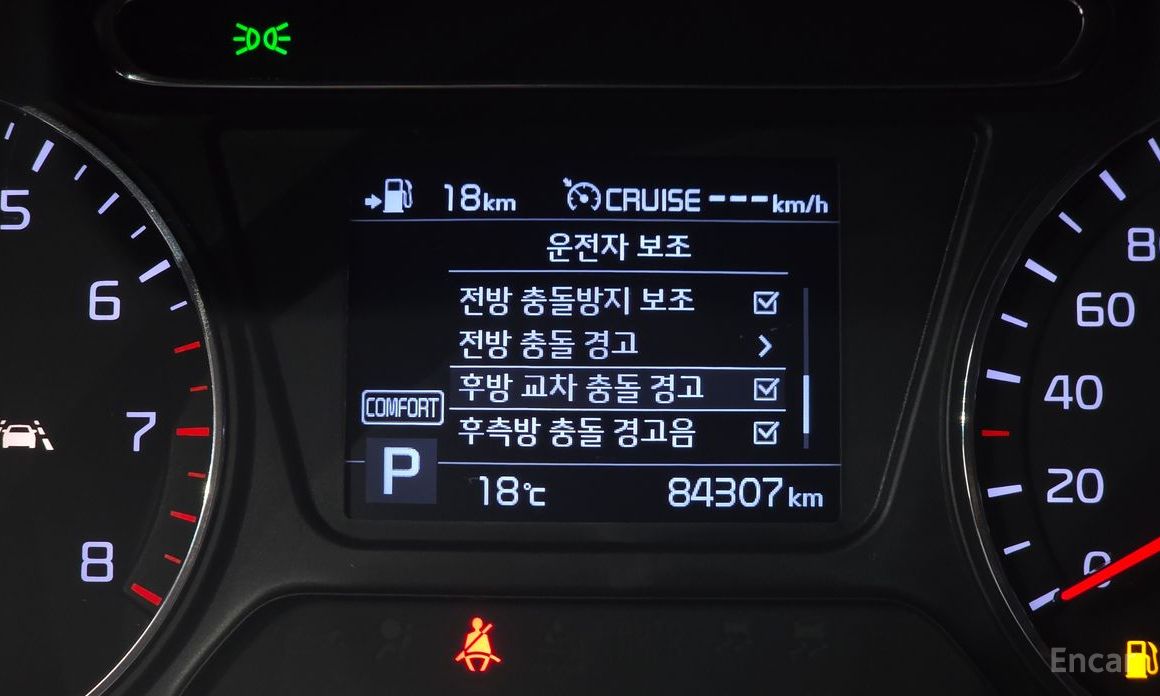 18km CRUISE ---km/h
운전자 보조
전방 충돌방지 보조
전방 충돌 경고
후방 교차 충돌 경고
후측방 충돌 경고음
COMFORT
P
18℃ 84307km
5
6
7
8
80
60
40
20
0
Encar